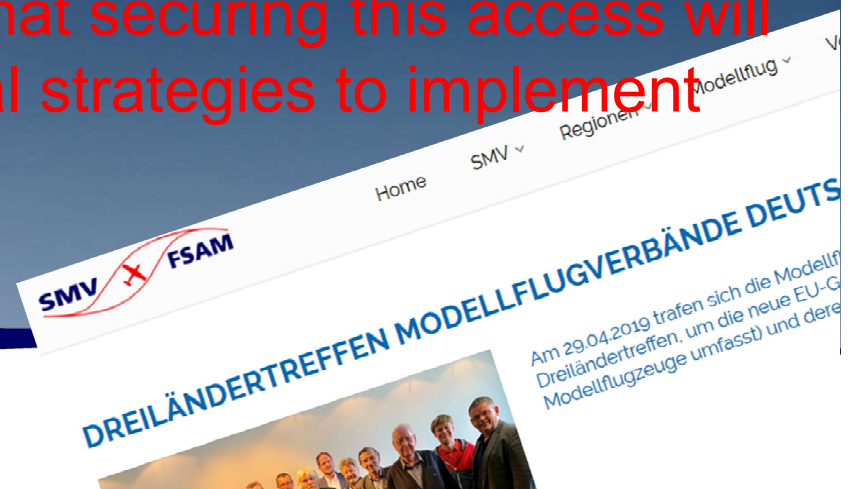 hat securing this access will
al strategies to implement
Home SMV Regionen Modellflug
SMV FSAM
DREILÄNDERTREFFEN MODELLFLUGVERBÄNDE DEUTS
Am 29.04.2019 trafen sich die Modellf
Dreiländertreffen, um die neue EU-G
Modellflugzeuge umfasst) und dere